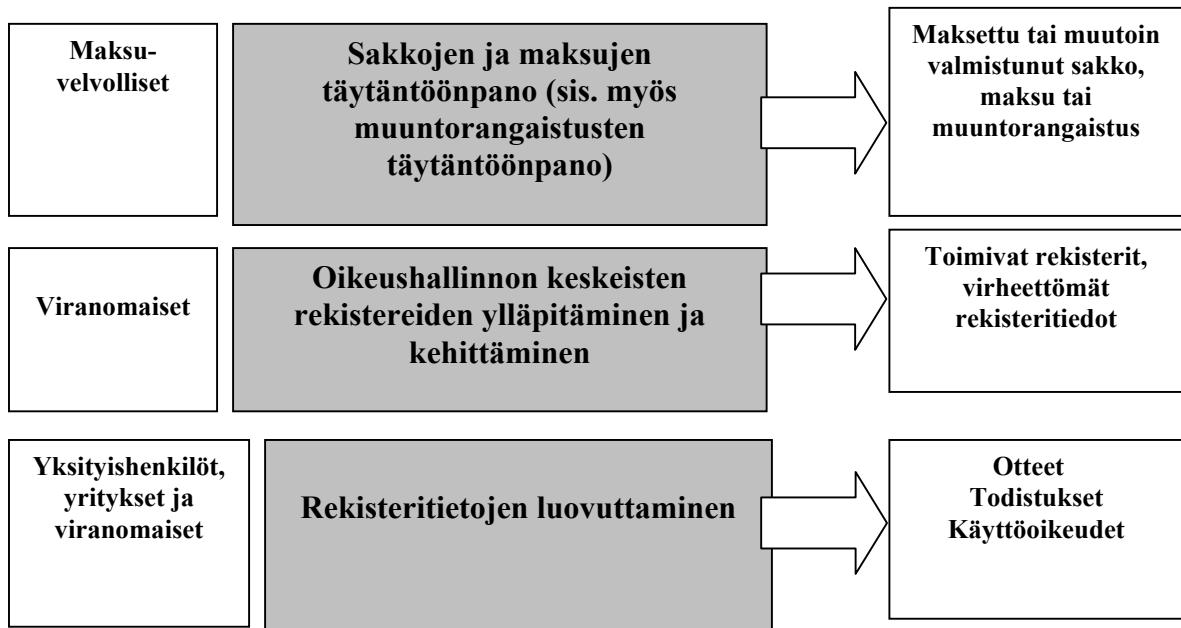 Maksu-
velvolliset
Sakkojen ja maksujen
täytäntöönpano (sis. myös
muuntorangaistusten
täytäntöönpano)
Maksettu tai muutoin
valmistunut sakko,
maksu tai
muuntorangaistus
Viranomaiset
Oikeushallinnon keskeisten
rekistereiden ylläpitäminen ja
kehittäminen
Toimivat rekisterit,
virheettömät
rekisteritiedot
Yksityishenkilöt,
yritykset ja
viranomaiset
Rekisteritietojen luovuttaminen
Otteet
Todistukset
Käyttöoikeudet